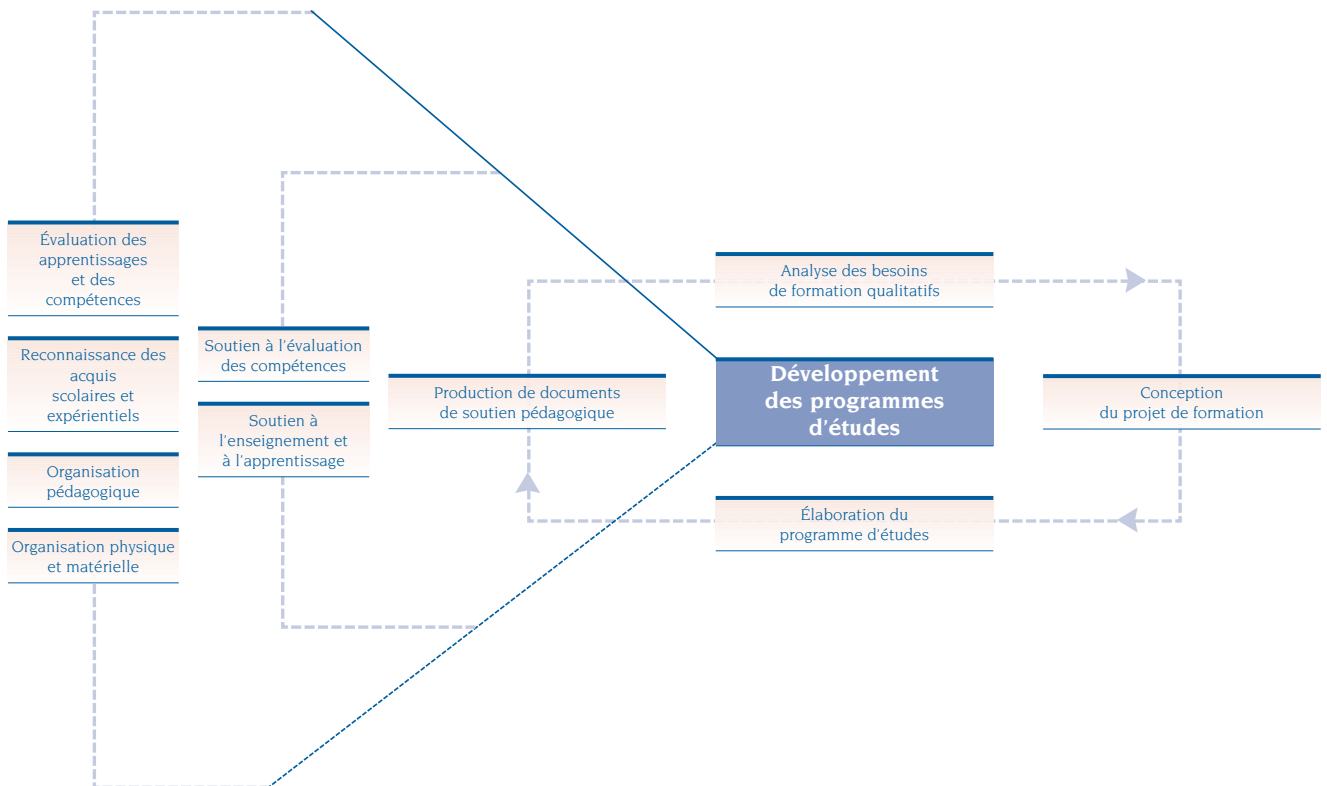 Évaluation des
apprentissages
et des
compétences
Reconnaissance des
acquis
scolaires et
expérientiels
Organisation
pédagogique
Organisation physique
et matérielle
Soutien à l'évaluation
des compétences
Soutien à
l'enseignement et
à l'apprentissage
Production de documents
de soutien pédagogique
Analyse des besoins
de formation qualitatifs
Développement
des programmes
d'études
Élaboration du
programme d'études
Conception
du projet de formation